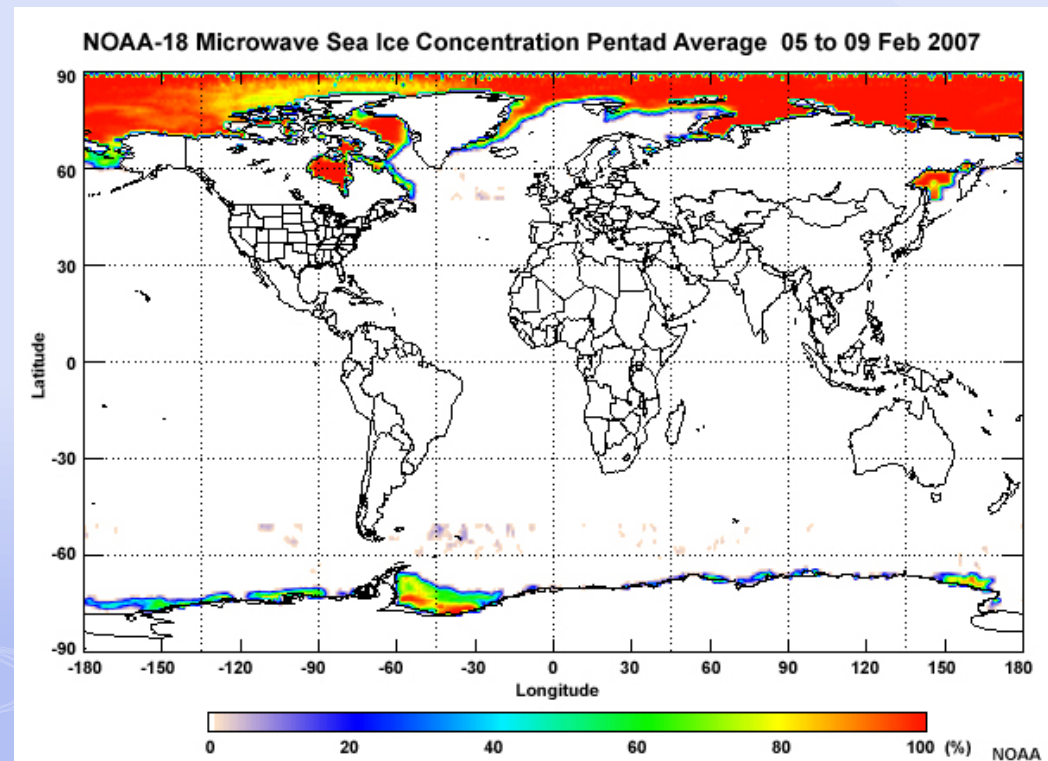 NOAA-18 Microwave Sea Ice Concentration Pentad Average 05 to 09 Feb 2007
90
60
30
0
-30
-60
-90
Latitude
-180 -150 -120 -90 -60 -30 0 30 60 90 120 150 180
Longitude
0 20 40 60 80 100 (%) NOAA